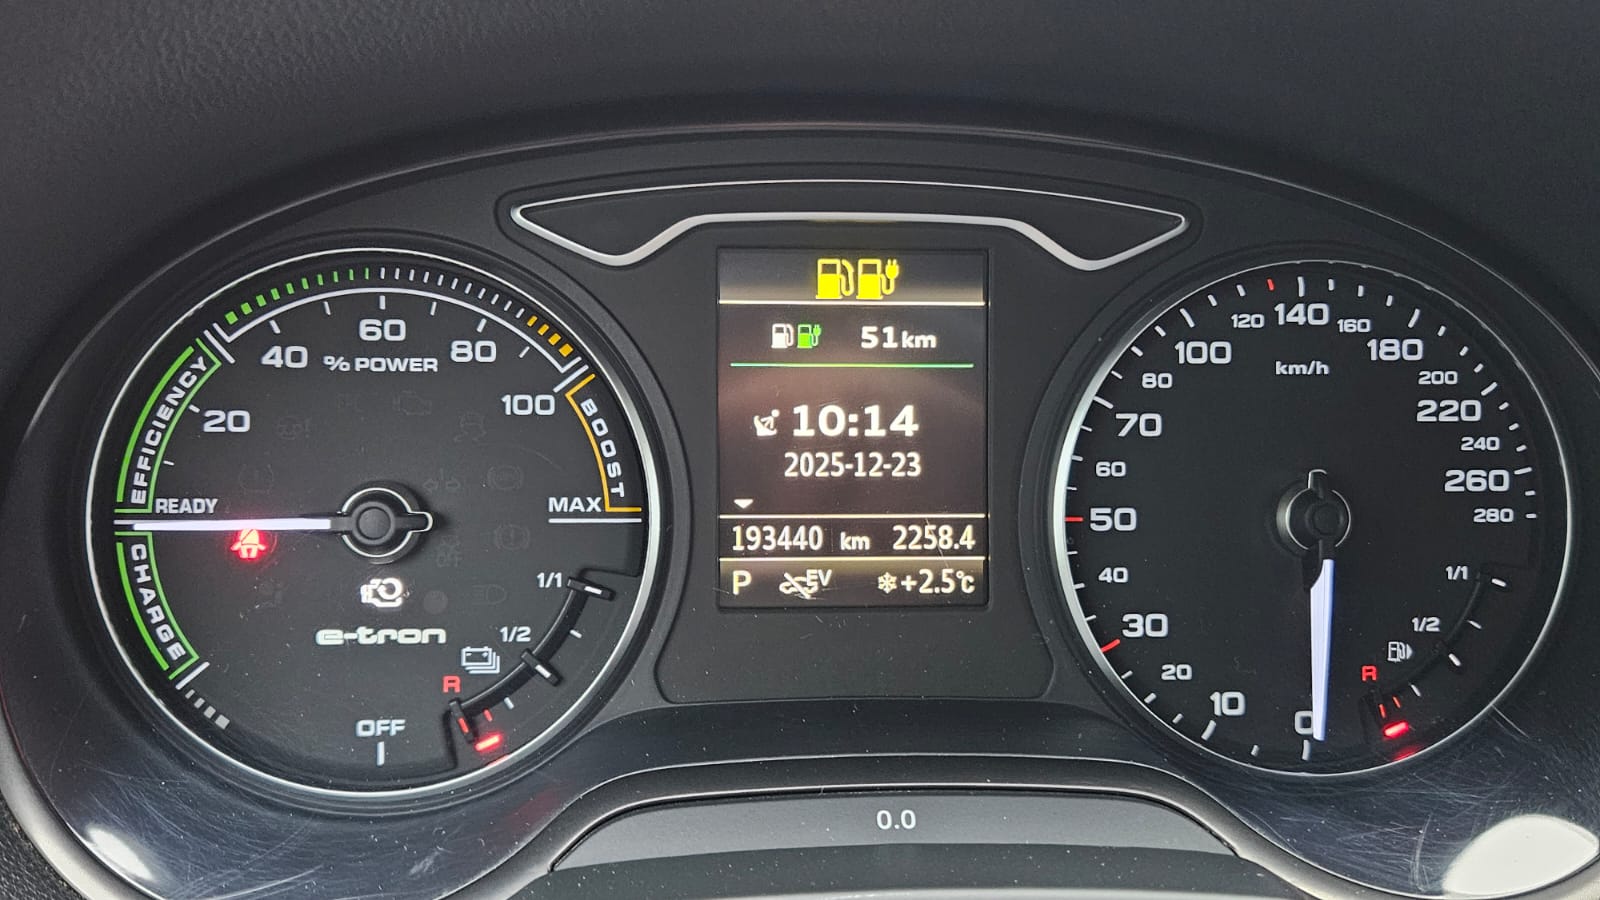 EFFICIENCY
20
40
60
80
100
% POWER
BOOST
READY
MAX
CHARGE
e-tron
OFF
1/1
1/2
R
51 km
10:14
2025-12-23
193440 km 2258.4
P EV +2.5°C
0
10
20
30
40
50
60
70
80
100
120
140
160
180
200
220
240
260
280
km/h
1/1
1/2
R
0.0